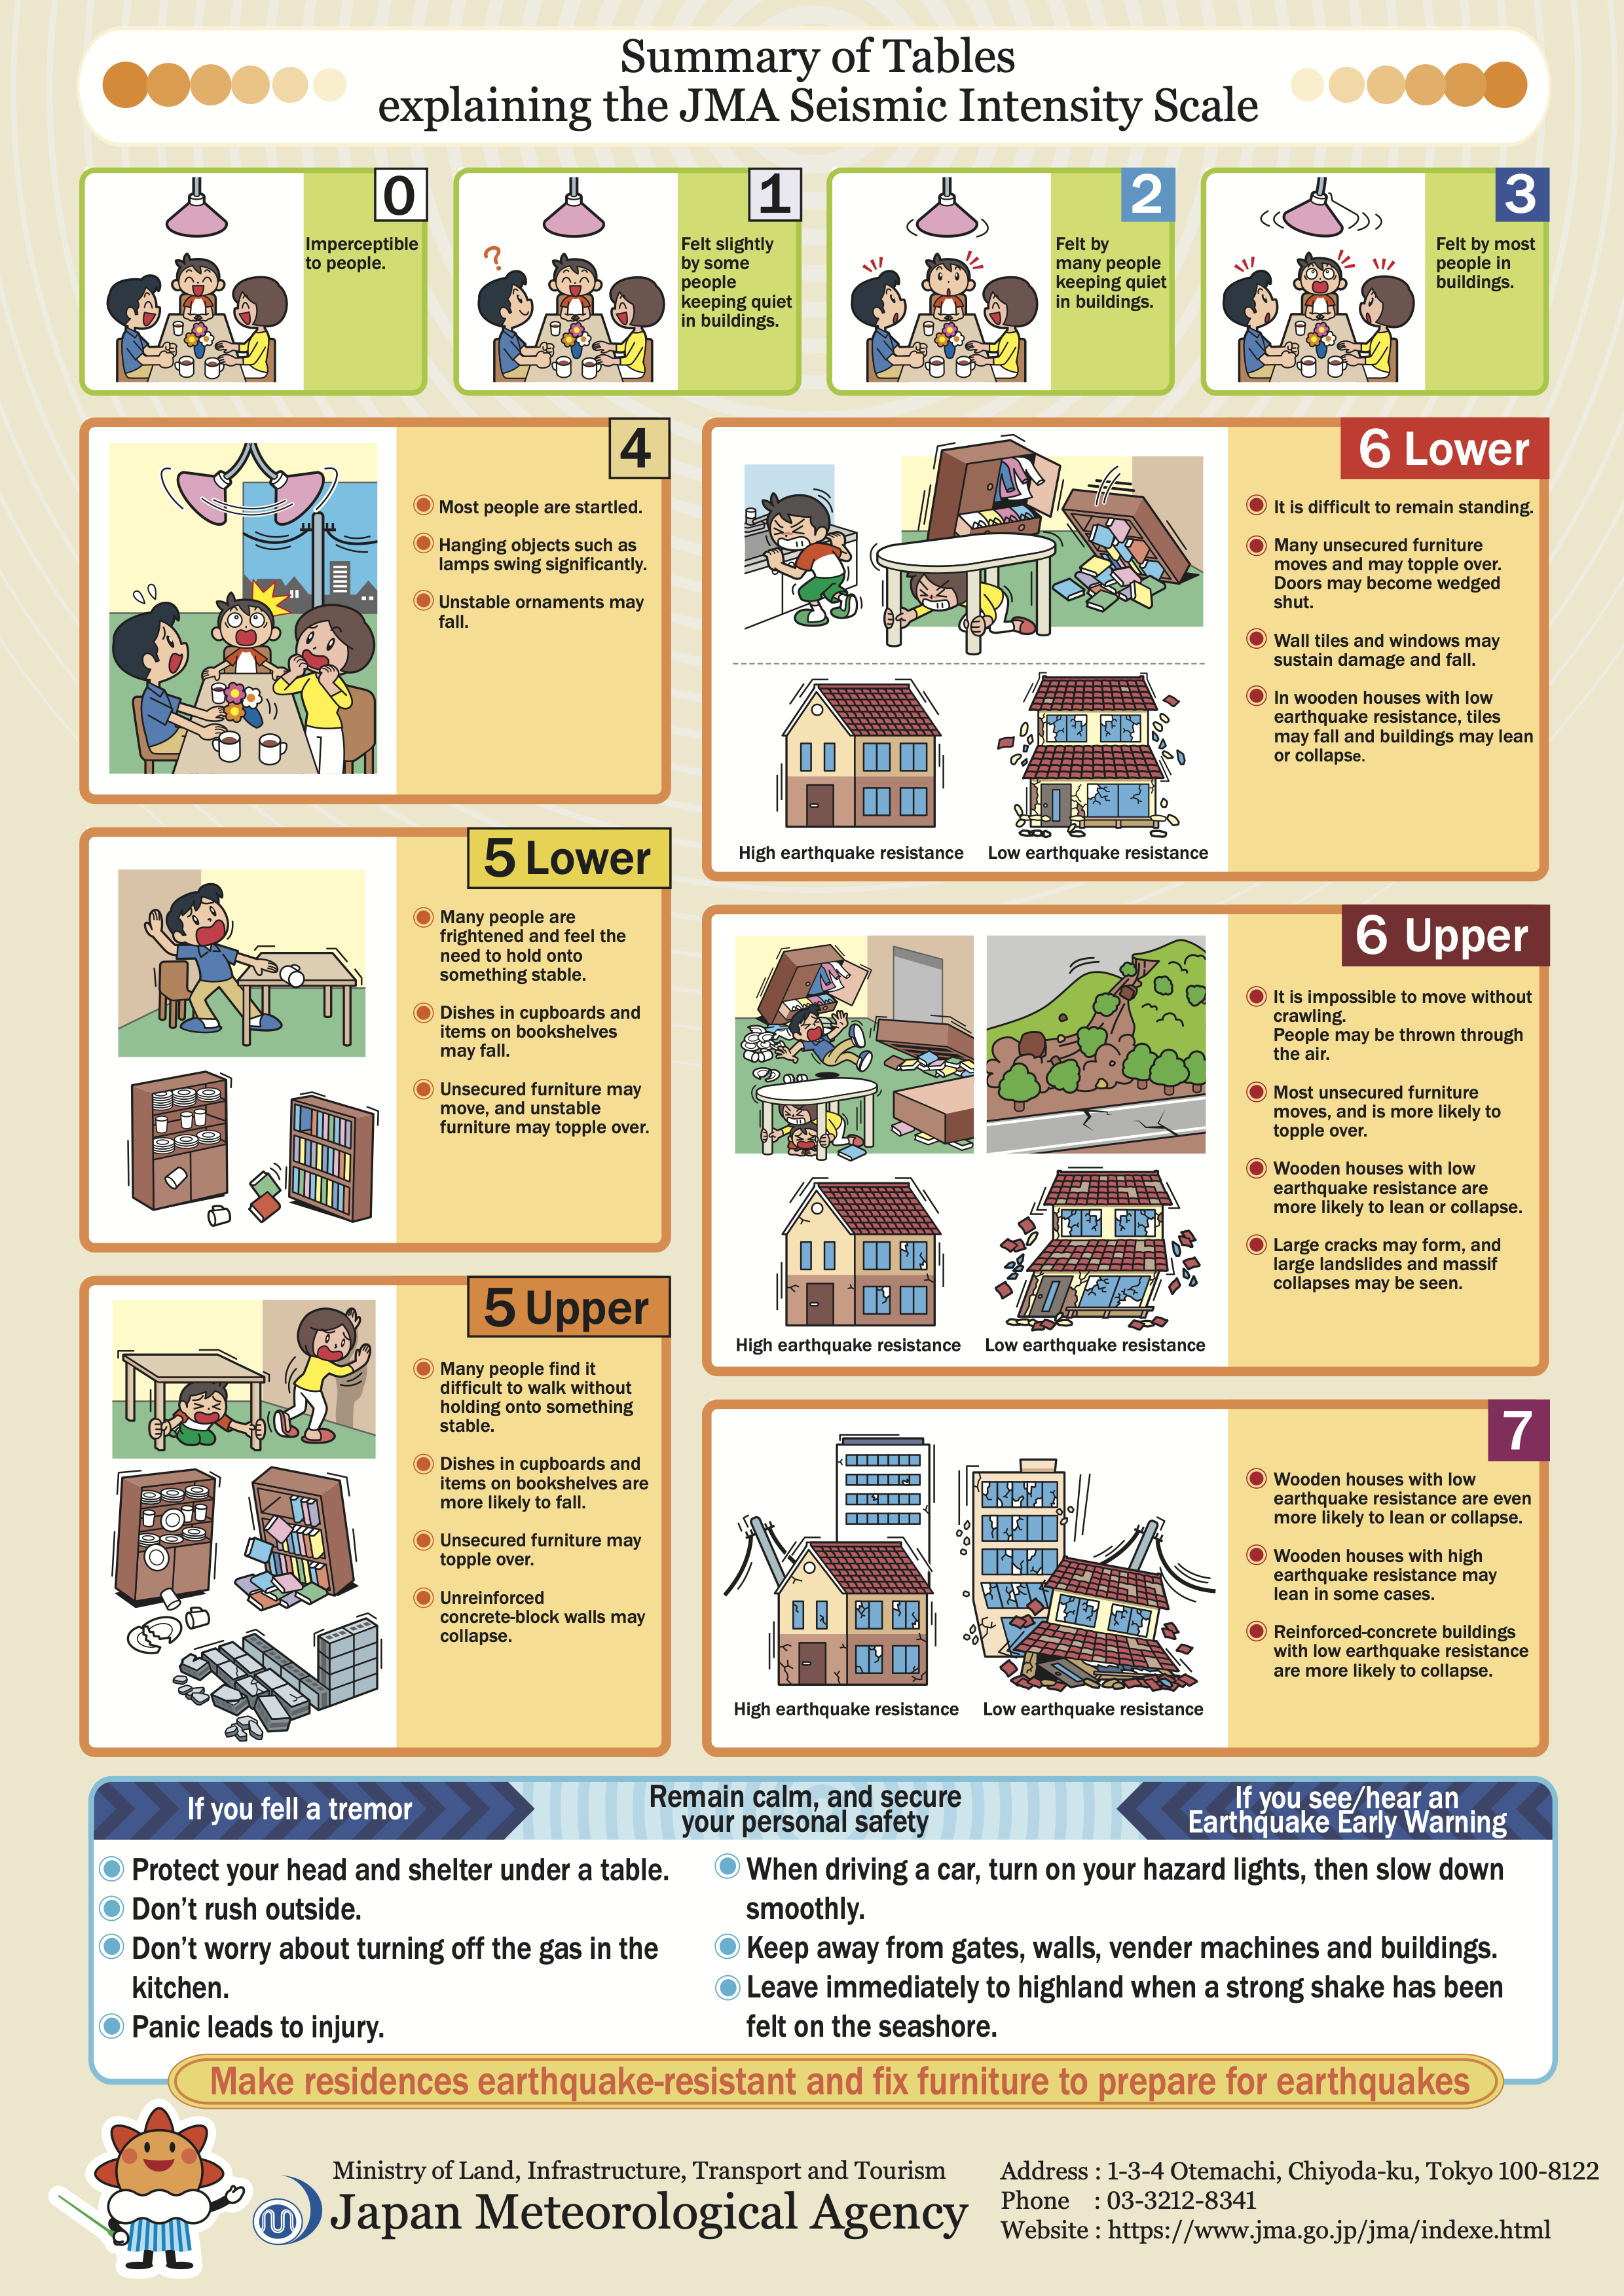 Summary of Tables
explaining the JMA Seismic Intensity Scale
0
Imperceptible
to people.
1
Felt slightly
by some
people
keeping quiet
in buildings.
2
Felt by
many people
keeping quiet
in buildings.
3
Felt by most
people in
buildings.
4
Most people are startled.
Hanging objects such as
lamps swing significantly.
Unstable ornaments may
fall.
5 Lower
Many people are
frightened and feel the
need to hold onto
something stable.
Dishes in cupboards and
items on bookshelves
may fall.
Unsecured furniture may
move, and unstable
furniture may topple over.
5 Upper
Many people find it
difficult to walk without
holding onto something
stable.
Dishes in cupboards and
items on bookshelves are
more likely to fall.
Unsecured furniture may
topple over.
Unreinforced
concrete-block walls may
collapse.
6 Lower
It is difficult to remain standing.
Many unsecured furniture
moves and may topple over.
Doors may become wedged
shut.
Wall tiles and windows may
sustain damage and fall.
In wooden houses with low
earthquake resistance, tiles
may fall and buildings may lean
or collapse.
High earthquake resistance
Low earthquake resistance
6 Upper
It is impossible to move without
crawling.
People may be thrown through
the air.
Most unsecured furniture
moves, and is more likely to
topple over.
Wooden houses with low
earthquake resistance are
more likely to lean or collapse.
Large cracks may form, and
large landslides and massif
collapses may be seen.
High earthquake resistance
Low earthquake resistance
7
Wooden houses with low
earthquake resistance are even
more likely to lean or collapse.
Wooden houses with high
earthquake resistance may
lean in some cases.
Reinforced-concrete buildings
with low earthquake resistance
are more likely to collapse.
High earthquake resistance
Low earthquake resistance
If you fell a tremor
Remain calm, and secure
your personal safety
If you see/hear an
Earthquake Early Warning
Protect your head and shelter under a table.
Don't rush outside.
Don't worry about turning off the gas in the
kitchen.
Panic leads to injury.
When driving a car, turn on your hazard lights, then slow down
smoothly.
Keep away from gates, walls, vender machines and buildings.
Leave immediately to highland when a strong shake has been
felt on the seashore.
Make residences earthquake-resistant and fix furniture to prepare for earthquakes
Ministry of Land, Infrastructure, Transport and Tourism
Japan Meteorological Agency
Address : 1-3-4 Otemachi, Chiyoda-ku, Tokyo 100-8122
Phone : 03-3212-8341
Website : https://www.jma.go.jp/jma/indexe.html